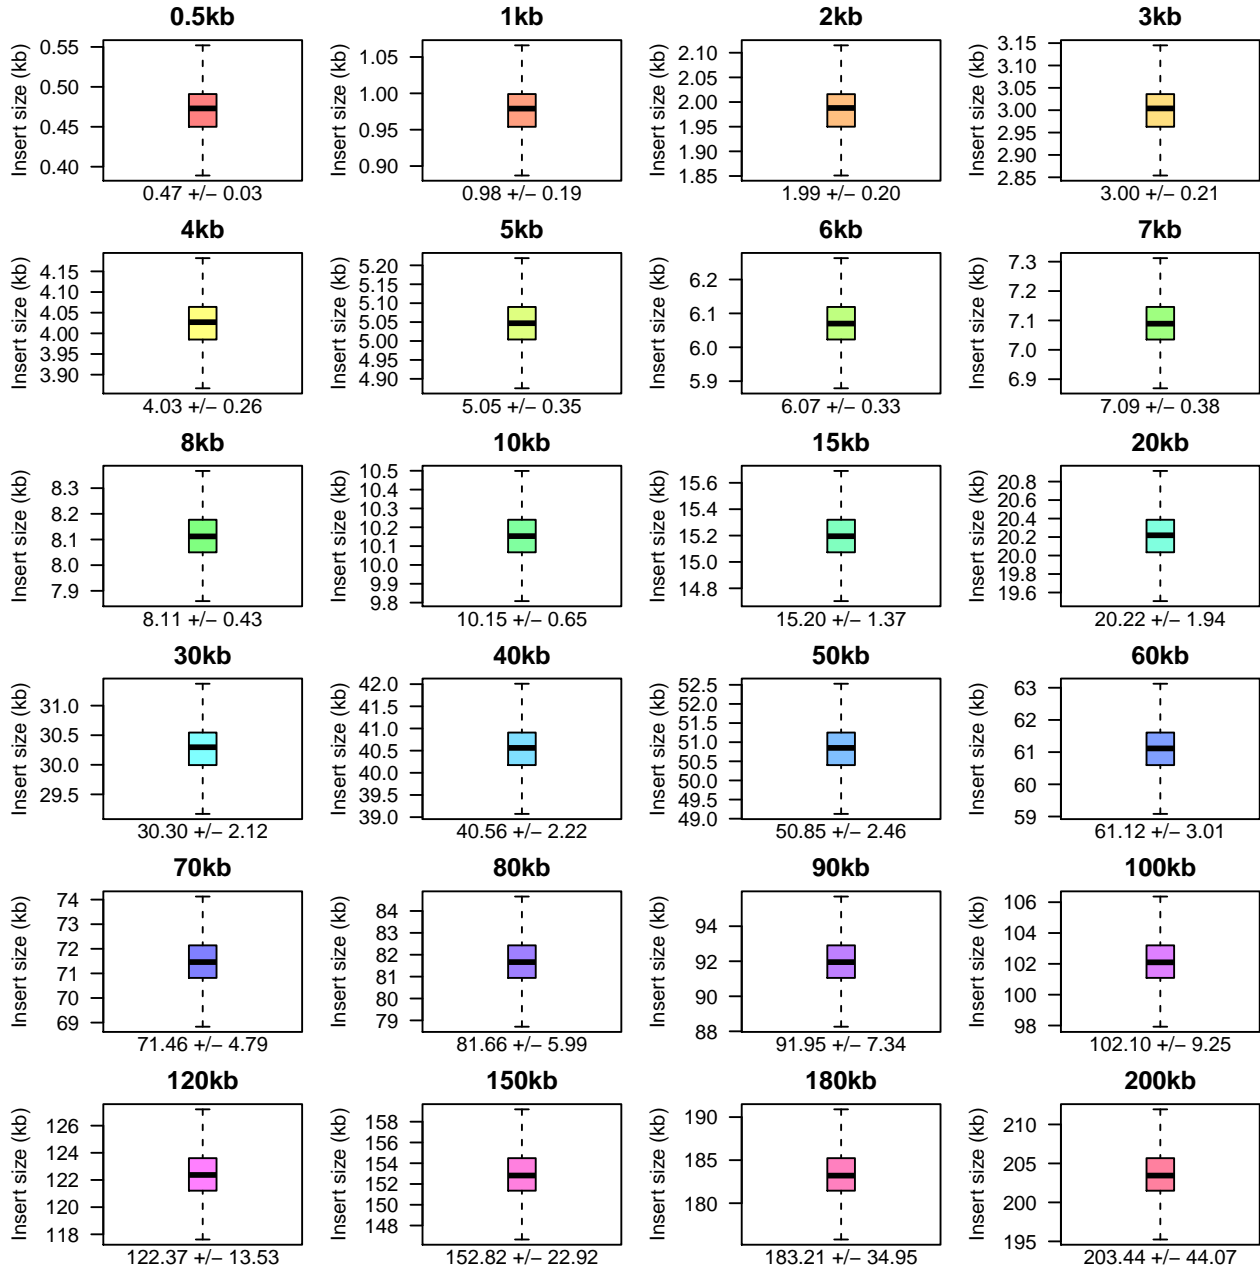 0.5kb
Insert size (kb)
0.55
0.50
0.45
0.40
0.47 +/− 0.03
1kb
Insert size (kb)
1.05
1.00
0.95
0.90
0.98 +/− 0.19
2kb
Insert size (kb)
2.10
2.05
2.00
1.95
1.90
1.85
1.99 +/− 0.20
3kb
Insert size (kb)
3.15
3.10
3.05
3.00
2.95
2.90
2.85
3.00 +/− 0.21
4kb
Insert size (kb)
4.15
4.10
4.05
4.00
3.95
3.90
4.03 +/− 0.26
5kb
Insert size (kb)
5.20
5.15
5.10
5.05
5.00
4.95
4.90
5.05 +/− 0.35
6kb
Insert size (kb)
6.2
6.1
6.0
5.9
6.07 +/− 0.33
7kb
Insert size (kb)
7.3
7.2
7.1
7.0
6.9
7.09 +/− 0.38
8kb
Insert size (kb)
8.3
8.2
8.1
8.0
7.9
8.11 +/− 0.43
10kb
Insert size (kb)
10.5
10.4
10.3
10.2
10.1
10.0
9.9
9.8
10.15 +/− 0.65
15kb
Insert size (kb)
15.6
15.4
15.2
15.0
14.8
15.20 +/− 1.37
20kb
Insert size (kb)
20.8
20.6
20.4
20.2
20.0
19.8
19.6
20.22 +/− 1.94
30kb
Insert size (kb)
31.0
30.5
30.0
29.5
30.30 +/− 2.12
40kb
Insert size (kb)
42.0
41.5
41.0
40.5
40.0
39.5
39.0
40.56 +/− 2.22
50kb
Insert size (kb)
52.5
52.0
51.5
51.0
50.5
50.0
49.5
49.0
50.85 +/− 2.46
60kb
Insert size (kb)
63
62
61
60
59
61.12 +/− 3.01
70kb
Insert size (kb)
74
73
72
71
70
69
71.46 +/− 4.79
80kb
Insert size (kb)
84
83
82
81
80
79
81.66 +/− 5.99
90kb
Insert size (kb)
94
92
90
88
91.95 +/− 7.34
100kb
Insert size (kb)
106
104
102
100
98
102.10 +/− 9.25
120kb
Insert size (kb)
126
124
122
120
118
122.37 +/− 13.53
150kb
Insert size (kb)
158
156
154
152
150
148
152.82 +/− 22.92
180kb
Insert size (kb)
190
185
180
183.21 +/− 34.95
200kb
Insert size (kb)
210
205
200
195
203.44 +/− 44.07